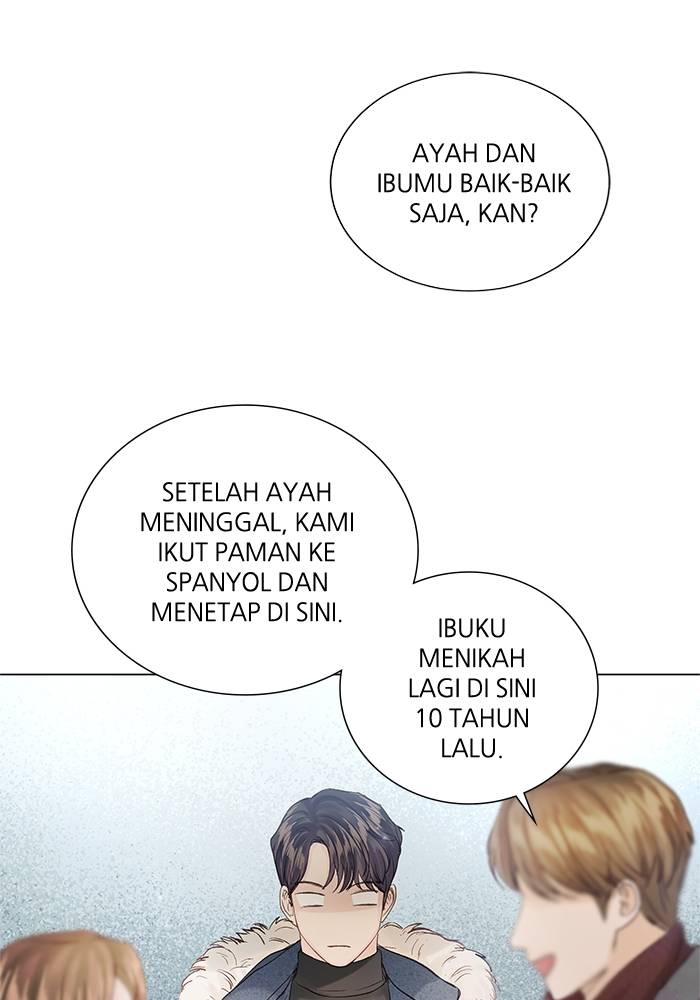 AYAH DAN
IBUMU BAIK-BAIK
SAJA, KAN?
SETELAH AYAH
MENINGGAL, KAMI
IKUT PAMAN KE
SPANYOL DAN
MENETAP DI SINI.
IBUKU
MENIKAH
LAGI DI SINI
10 TAHUN
LALU.